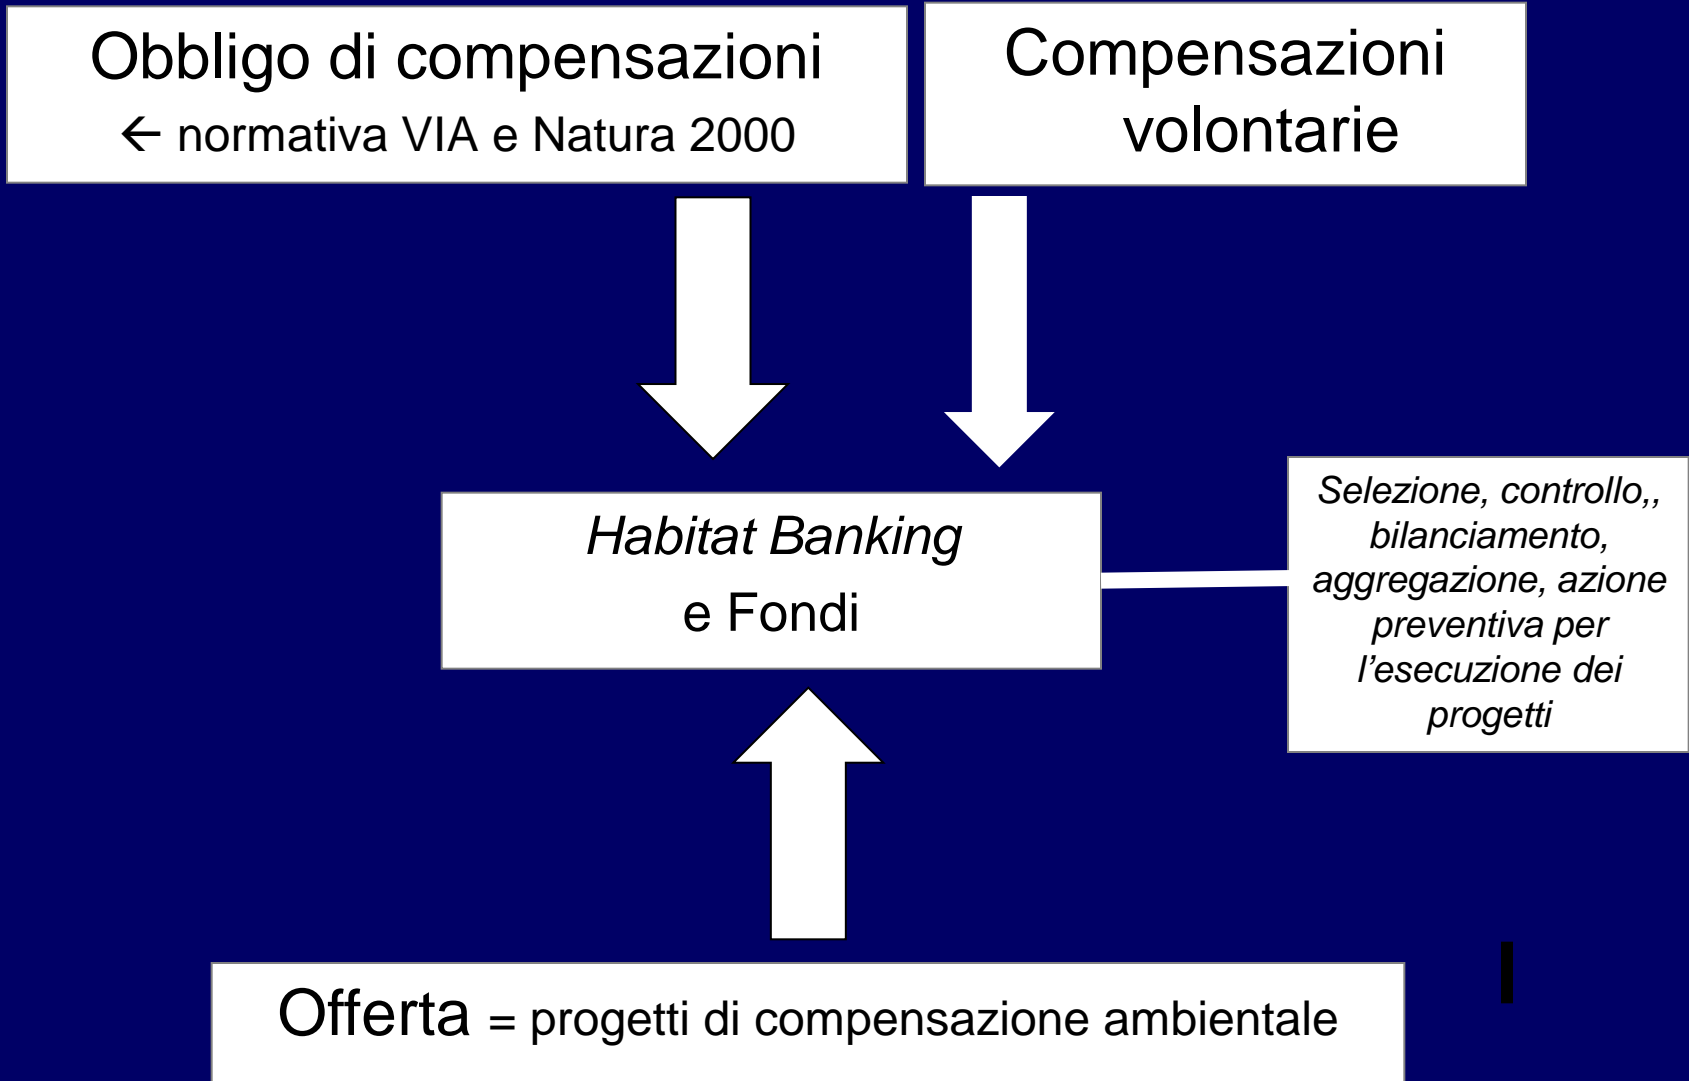 Obbligo di compensazioni
← normativa VIA e Natura 2000
Compensazioni
volontarie
Habitat Banking
e Fondi
Selezione, controllo,,
bilanciamento,
aggregazione, azione
preventiva per
l’esecuzione dei
progetti
Offerta = progetti di compensazione ambientale